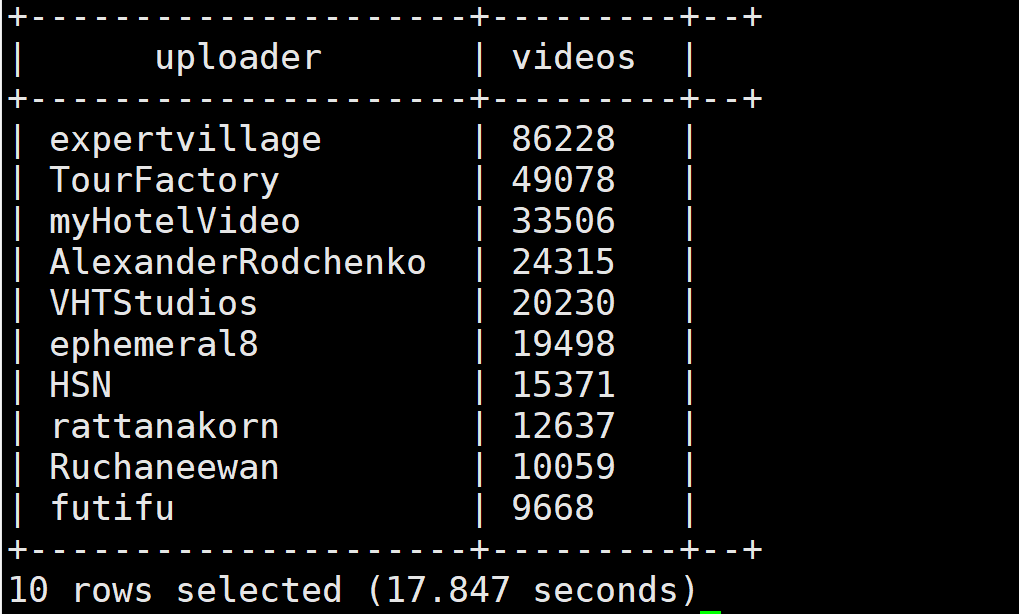 +---------------------+---------+--+
|      uploader       | videos  |
+---------------------+---------+--+
| expertvillage       | 86228   |
| TourFactory         | 49078   |
| myHotelVideo        | 33506   |
| AlexanderRodchenko  | 24315   |
| VHTStudios          | 20230   |
| ephemeral8          | 19498   |
| HSN                 | 15371   |
| rattanakorn         | 12637   |
| Ruchaneewan         | 10059   |
| futifu              | 9668    |
+---------------------+---------+--+
10 rows selected (17.847 seconds)